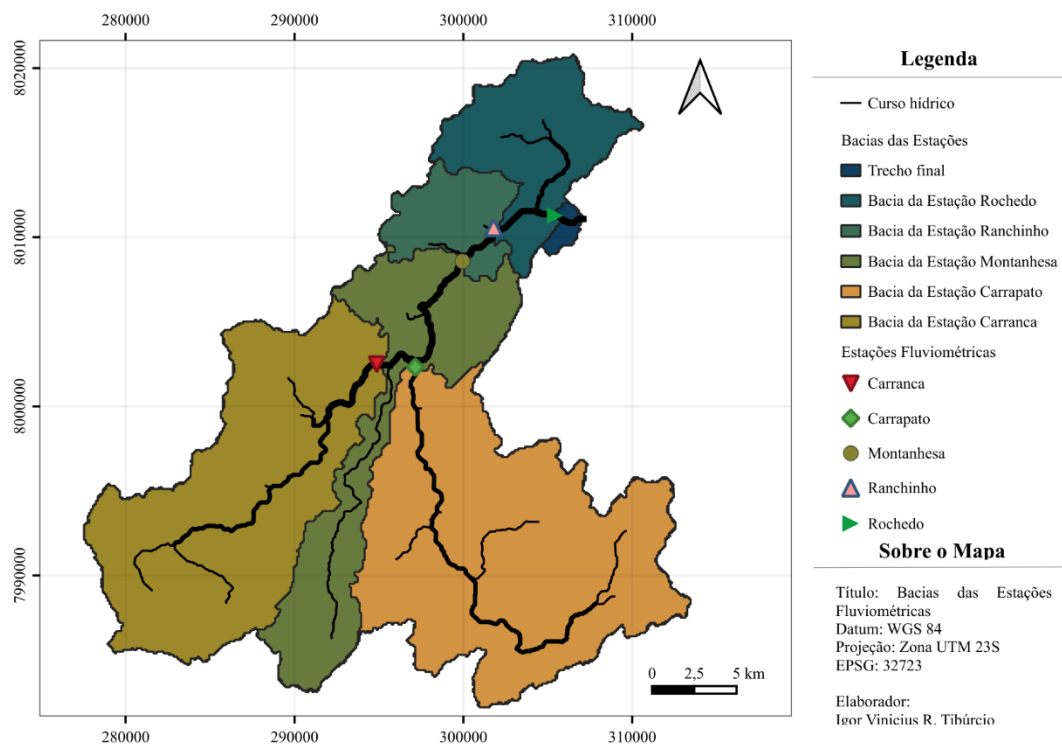 280000 290000 300000 310000
8020000
8010000
8000000
7990000
0 2,5 5 km
280000 290000 300000 310000
Legenda
Curso hídrico
Bacias das Estações
Trecho final
Bacia da Estação Rochedo
Bacia da Estação Ranchinho
Bacia da Estação Montanhesa
Bacia da Estação Carrapato
Bacia da Estação Carranca
Estações Fluviométricas
Carranca
Carrapato
Montanhesa
Ranchinho
Rochedo
Sobre o Mapa
Título: Bacias das Estações
Fluviométricas
Datum: WGS 84
Projeção: Zona UTM 23S
EPSG: 32723
Elaborador:
Igor Vinicius R. Tibúrcio